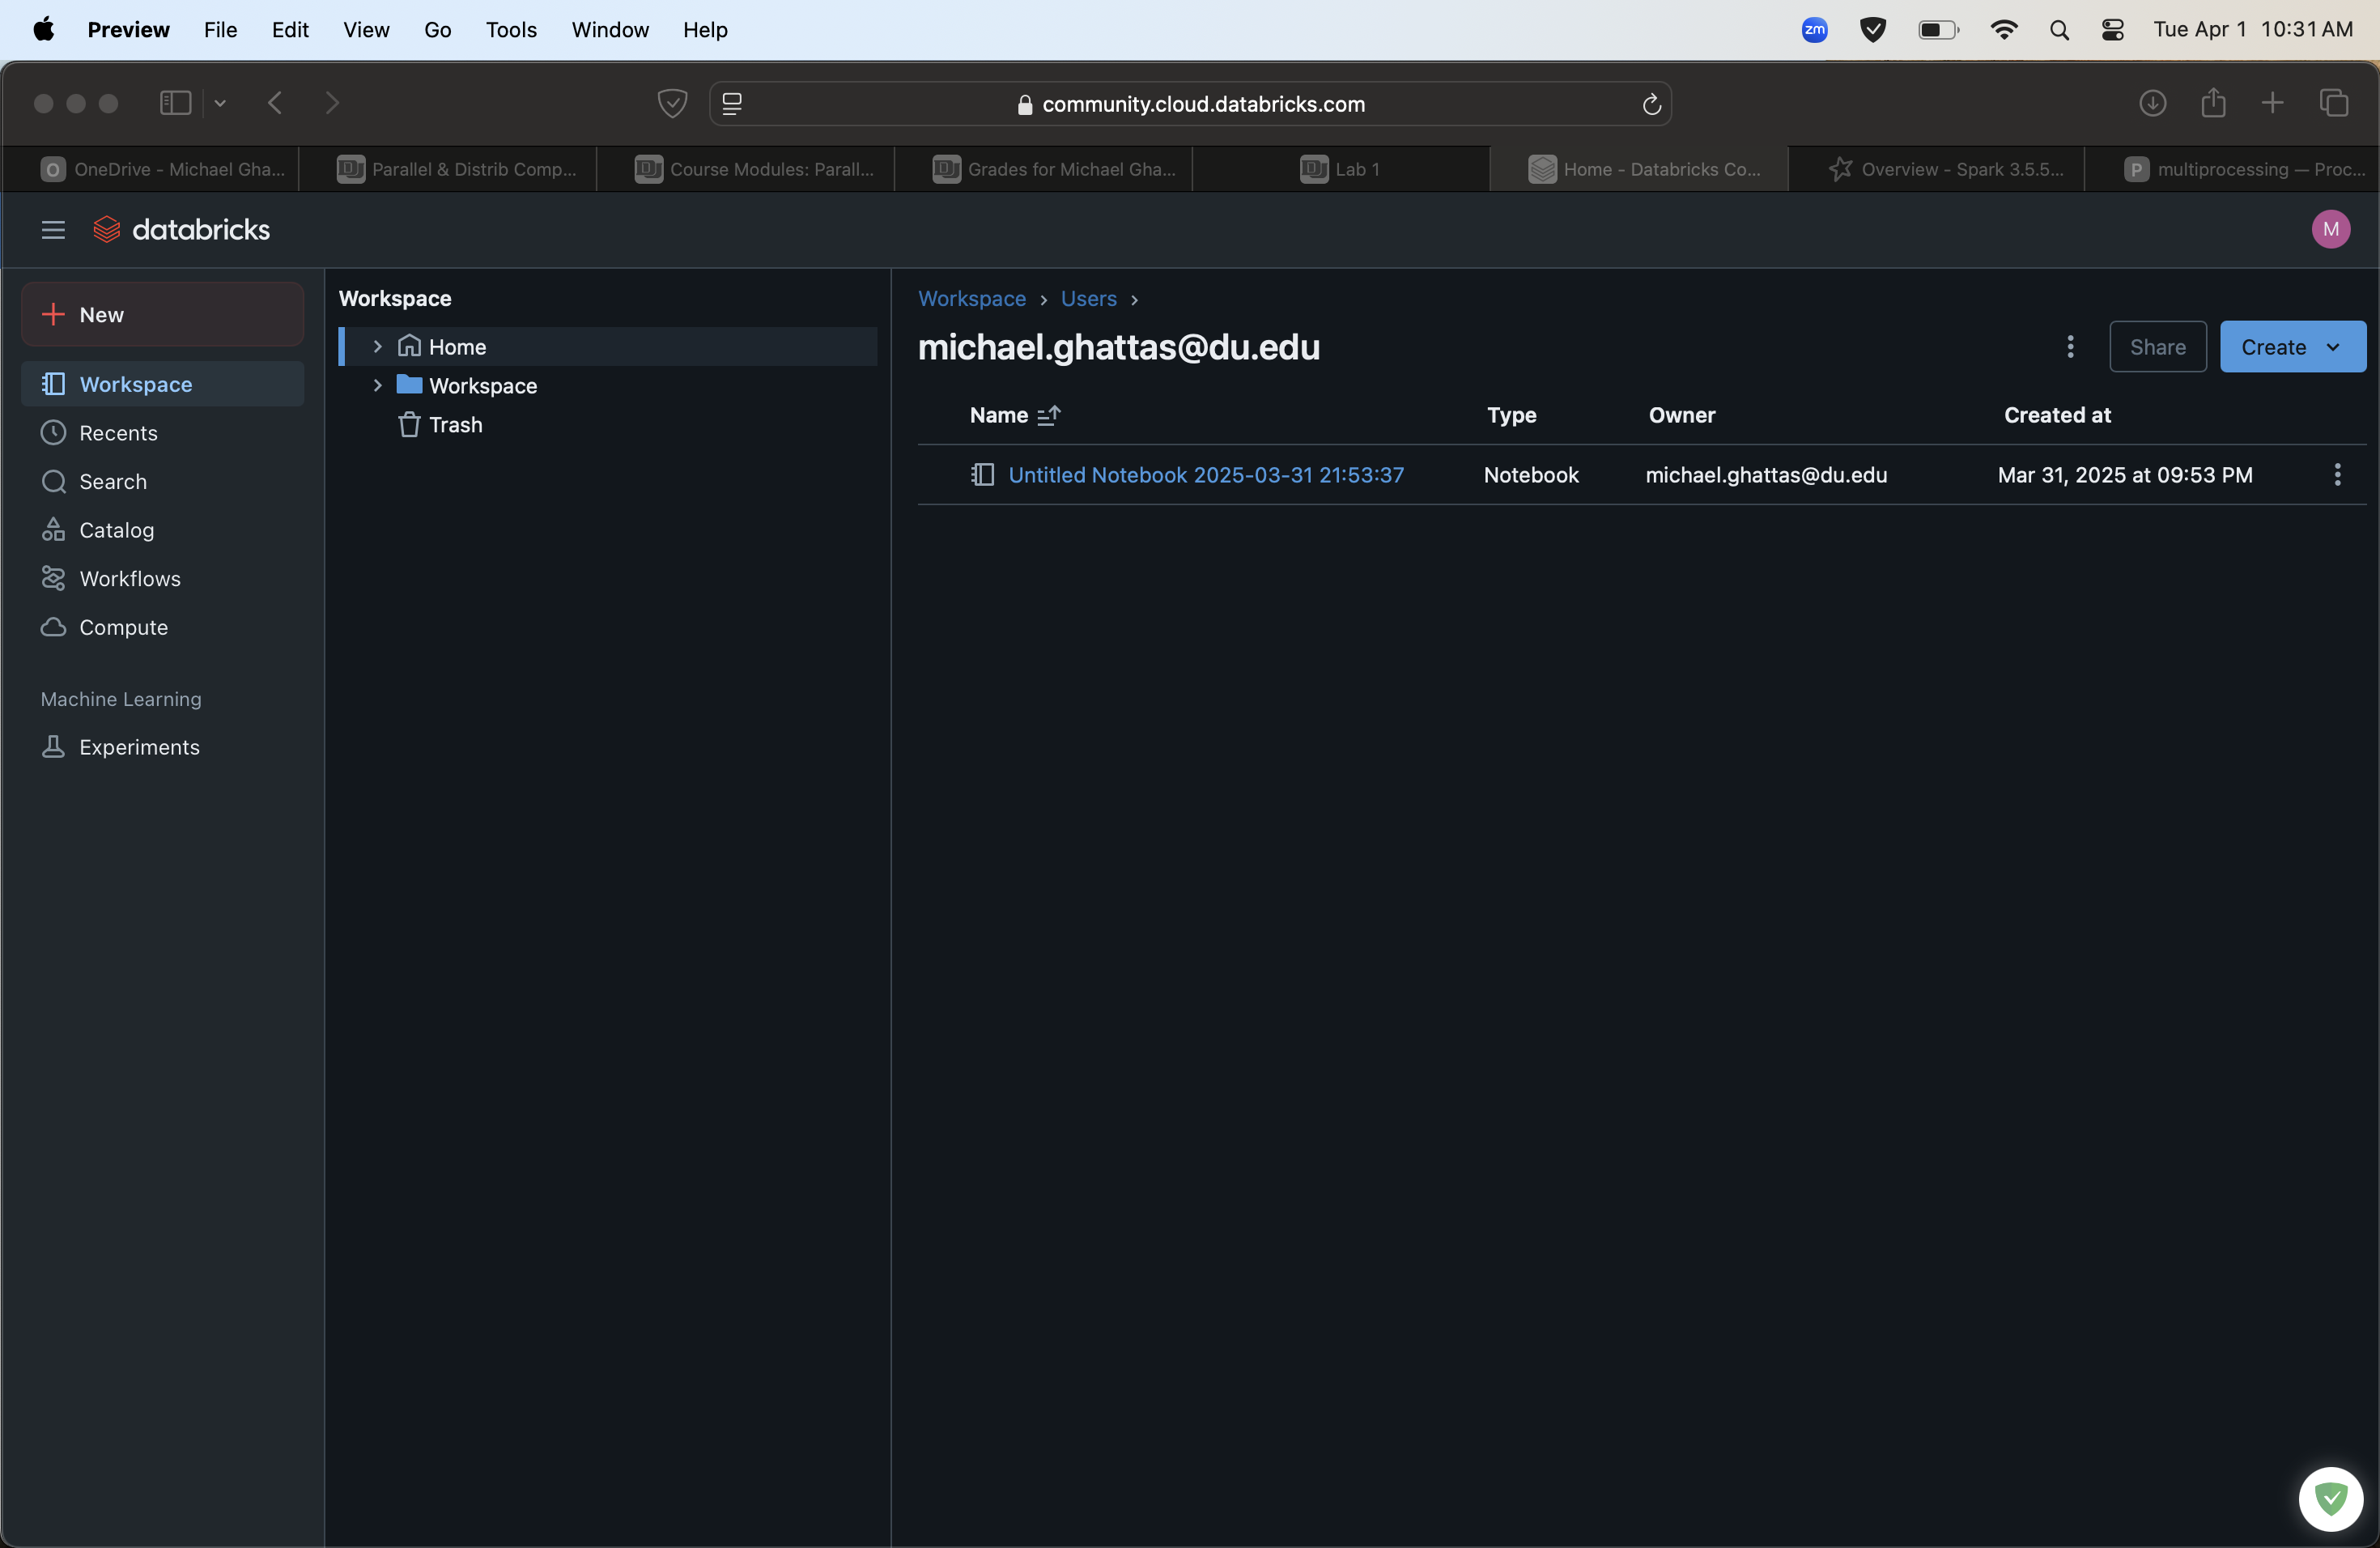 Preview File Edit View Go Tools Window Help zm Tue Apr 1 10:31 AM
community.cloud.databricks.com
O OneDrive - Michael Gha... Parallel & Distrib Comp... Course Modules: Parall... Grades for Michael Gha... Lab 1 Home - Databricks Co... Overview - Spark 3.5.5... P multiprocessing — Proc...
databricks M
New
Workspace
Recents
Search
Catalog
Workflows
Compute
Machine Learning
Experiments
Workspace
Home
Workspace
Trash
Workspace › Users ›
michael.ghattas@du.edu Share Create
Name Type Owner Created at
Untitled Notebook 2025-03-31 21:53:37 Notebook michael.ghattas@du.edu Mar 31, 2025 at 09:53 PM